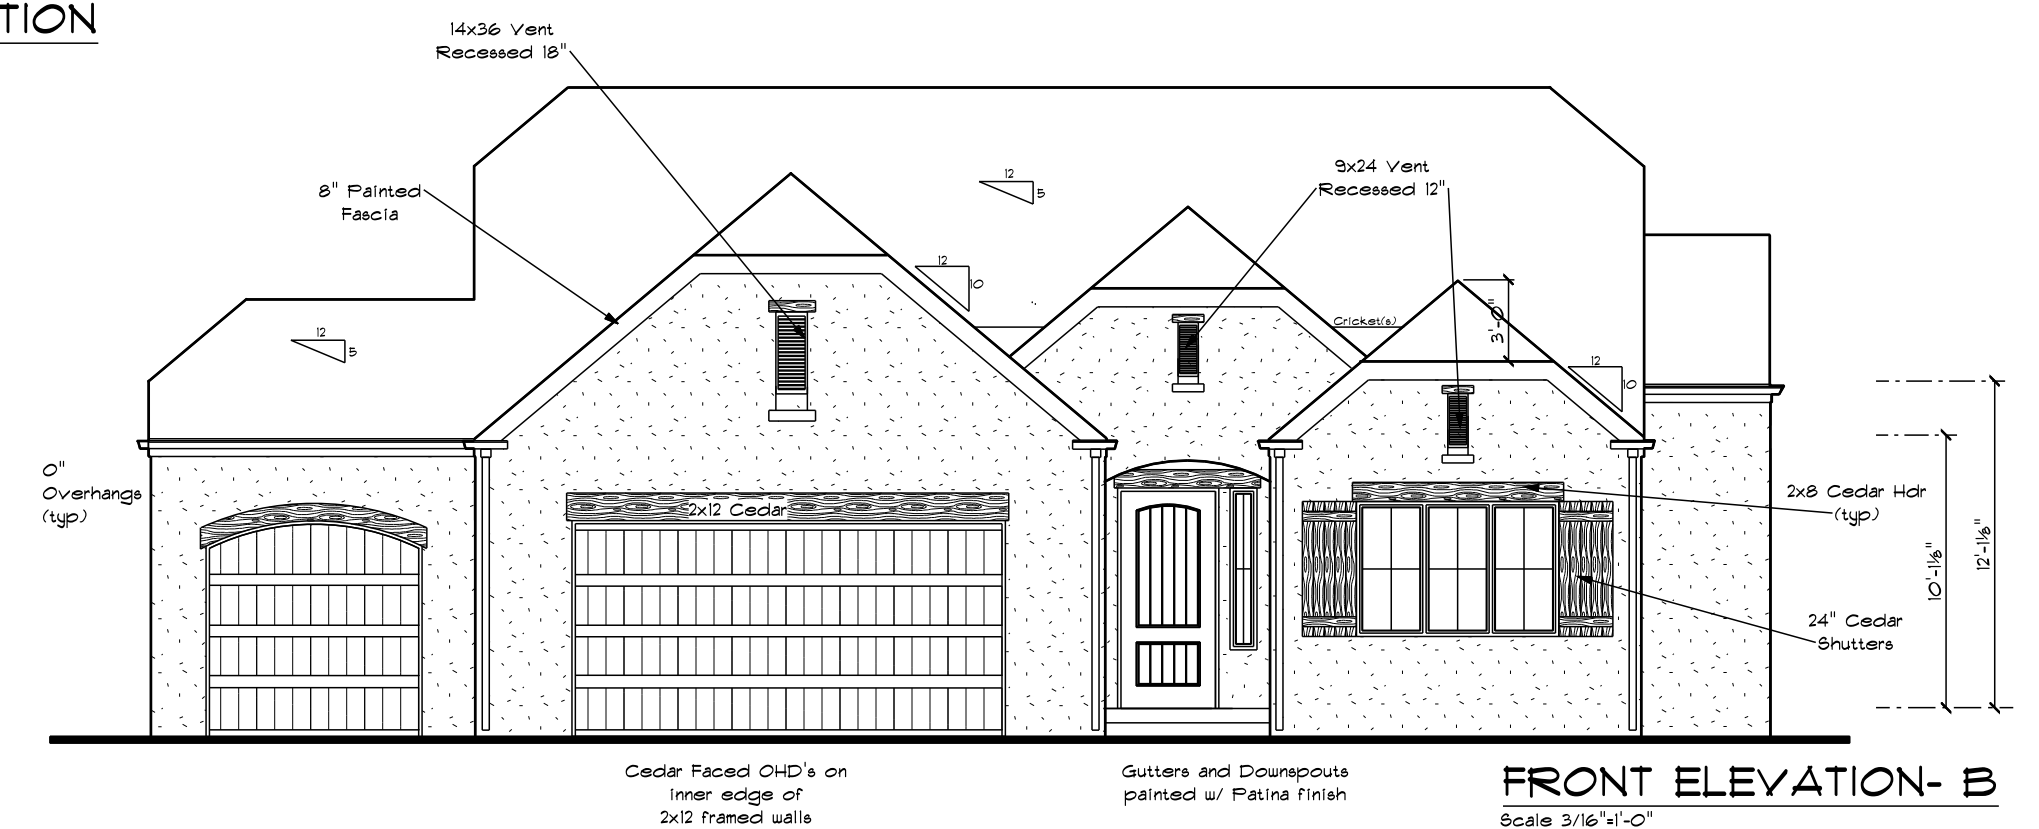 TION
14x36 Vent
Recessed 18"
8" Painted
Fascia
12
5
9x24 Vent
Recessed 12"
12
10
3'-0"
Cricket(s)
12
5
12
10
0"
Overhangs
(typ)
2x12 Cedar
2x8 Cedar Hdr
(typ)
10'-1⅛"
12'-1⅛"
24" Cedar
Shutters
Cedar Faced OHD's on
inner edge of
2x12 framed walls
Gutters and Downspouts
painted w/ Patina finish
FRONT ELEVATION- B
Scale 3/16"=1'-0"